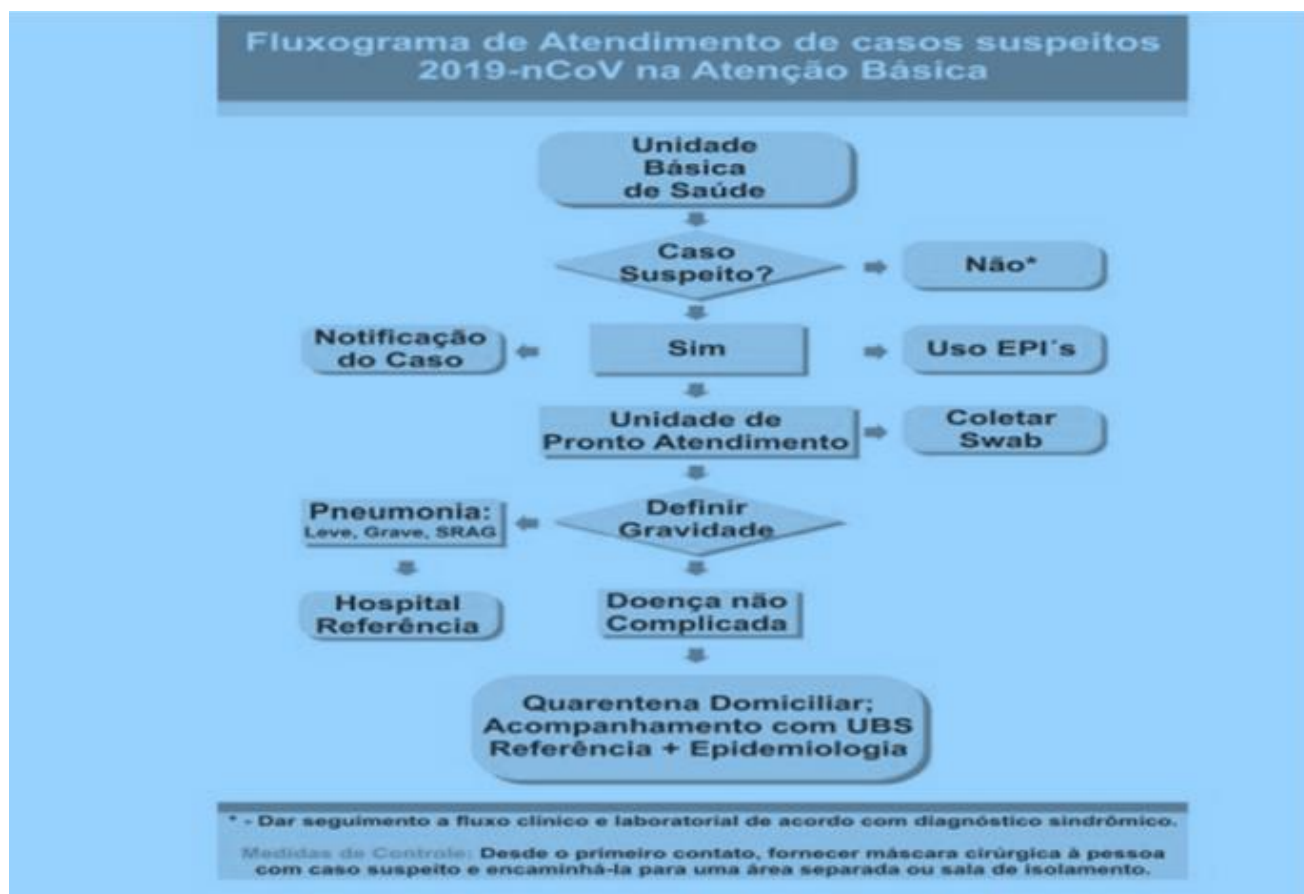 Fluxograma de Atendimento de casos suspeitos
2019-nCoV na Atenção Básica
Unidade
Básica
de Saúde
Caso
Suspeito?
Não*
Notificação
do Caso
Sim
Uso EPI´s
Unidade de
Pronto Atendimento
Coletar
Swab
Pneumonia:
Leve, Grave, SRAG
Definir
Gravidade
Hospital
Referência
Doença não
Complicada
Quarentena Domiciliar;
Acompanhamento com UBS
Referência + Epidemiologia
* - Dar seguimento a fluxo clínico e laboratorial de acordo com diagnóstico sindrômico.
Medidas de Controle: Desde o primeiro contato, fornecer máscara cirúrgica à pessoa
com caso suspeito e encaminhá-la para uma área separada ou sala de isolamento.